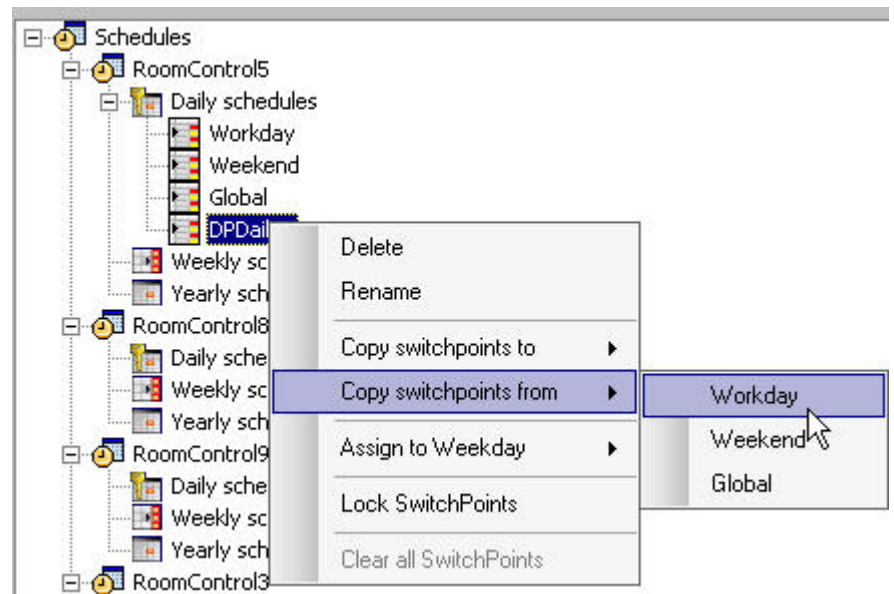 Schedules
RoomControl5
Daily schedules
Workday
Weekend
Global
DPDail
Weekly sc
Yearly sch
RoomControl8
Daily sche
Weekly sc
Yearly sch
RoomControl9
Daily sche
Weekly sc
Yearly sch
RoomControl3
Delete
Rename
Copy switchpoints to
Copy switchpoints from
Assign to Weekday
Lock SwitchPoints
Clear all SwitchPoints
Workday
Weekend
Global